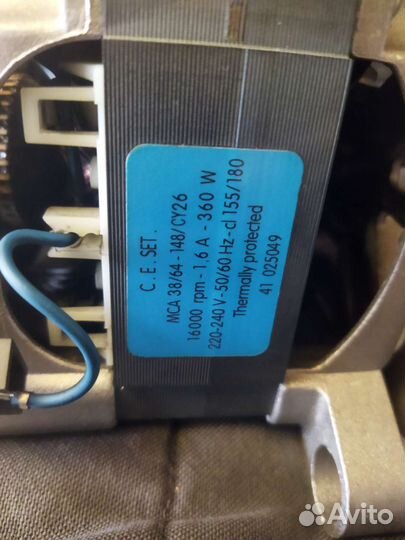 C. E. SET.
MCA 38/64 - 148/CY26
16000 rpm - 1.6 A - 360 W
220-240 V - 50/60 Hz - cl 155/180
Thermally protected
41 025049
Avito